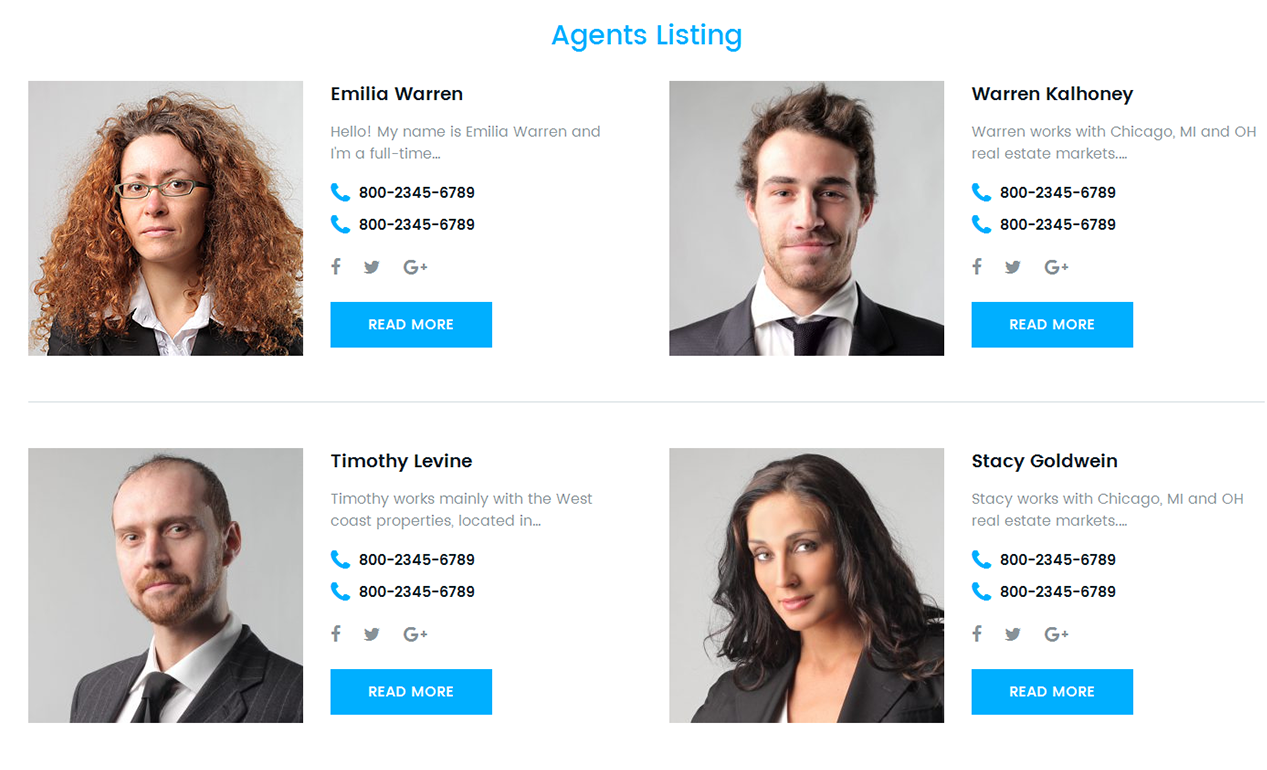 Agents Listing
Emilia Warren
Hello! My name is Emilia Warren and
I'm a full-time...
800-2345-6789
800-2345-6789
G+
READ MORE
Warren Kalhoney
Warren works with Chicago, MI and OH
real estate markets....
800-2345-6789
800-2345-6789
G+
READ MORE
Timothy Levine
Timothy works mainly with the West
coast properties, located in...
800-2345-6789
800-2345-6789
G+
READ MORE
Stacy Goldwein
Stacy works with Chicago, MI and OH
real estate markets....
800-2345-6789
800-2345-6789
G+
READ MORE